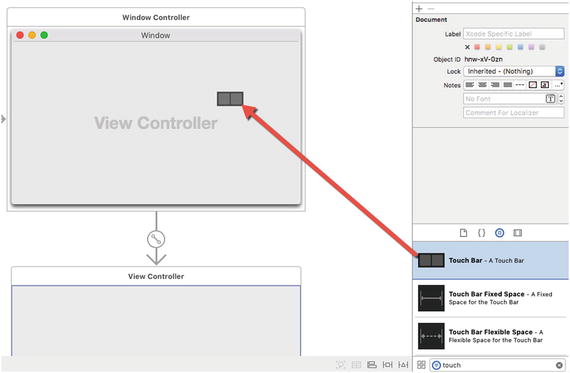 Window Controller
Window
View Controller
View Controller
Document
Label Xcode Specific Label
Object ID hnw-xV-0zn
Lock Inherited - (Nothing)
Notes
No Font
Comment For Localizer
Touch Bar - A Touch Bar
Touch Bar Fixed Space - A Fixed
Space for the Touch Bar
Touch Bar Flexible Space - A
Flexible Space for the Touch Bar
touch